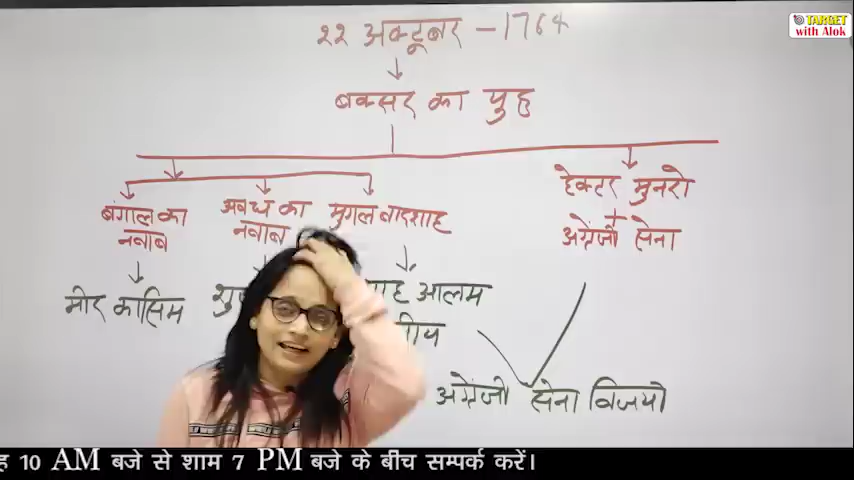 २२ अक्टूबर - 1764
बक्सर का युद्ध
बंगाल का
नवाब
अवध का
नवाब
मुगल बादशाह
हेक्टर मुनरो
+
अंग्रेजी सेना
मीर कासिम
आलम
अंग्रेजी सेना विजयी
TARGET
with Alok
10 AM बजे से शाम 7 PM बजे के बीच सम्पर्क करें।